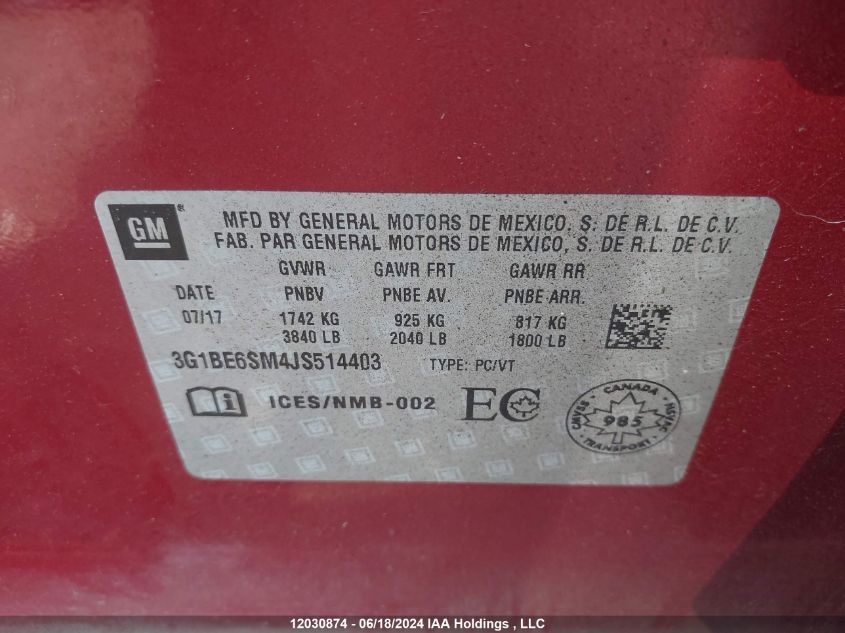 GM
MFD BY GENERAL MOTORS DE MEXICO, S. DE R.L. DE C.V.
FAB. PAR GENERAL MOTORS DE MEXICO, S. DE R.L. DE C.V.
GVWR GAWR FRT GAWR RR
DATE PNBV PNBE AV. PNBE ARR.
07/17 1742 KG 925 KG 817 KG
3840 LB 2040 LB 1800 LB
3G1BE6SM4JS514403 TYPE: PC/VT
i ICES/NMB-002 EC
CANADA
CMVSS 985 NSVAC
TRANSPORT
12030874 - 06/18/2024 IAA Holdings , LLC